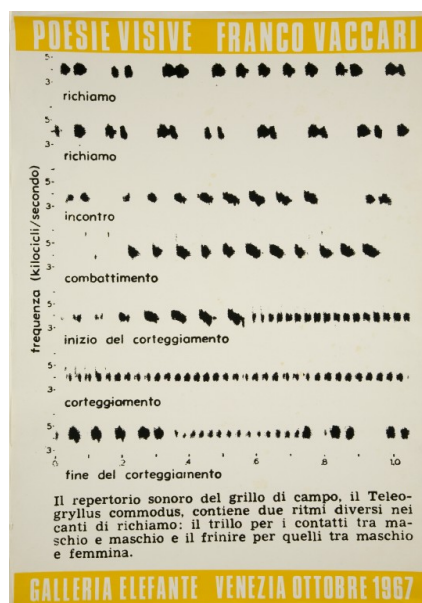 POESIE VISIVE FRANCO VACCARI
5-
3-
richiamo
5-
3-
richiamo
5-
3-
incontro
5-
3-
combattimento
5-
3-
inizio del corteggiamento
5-
3-
corteggiamento
5-
3-
0 .2 .4 .6 .8 1.0
fine del corteggiamento
frequenza (kilocicli/secondo)
Il repertorio sonoro del grillo di campo, il Teleo-
gryllus commodus, contiene due ritmi diversi nei
canti di richiamo: il trillo per i contatti tra ma-
schio e maschio e il frinire per quelli tra maschio
e femmina.
GALLERIA ELEFANTE VENEZIA OTTOBRE 1967